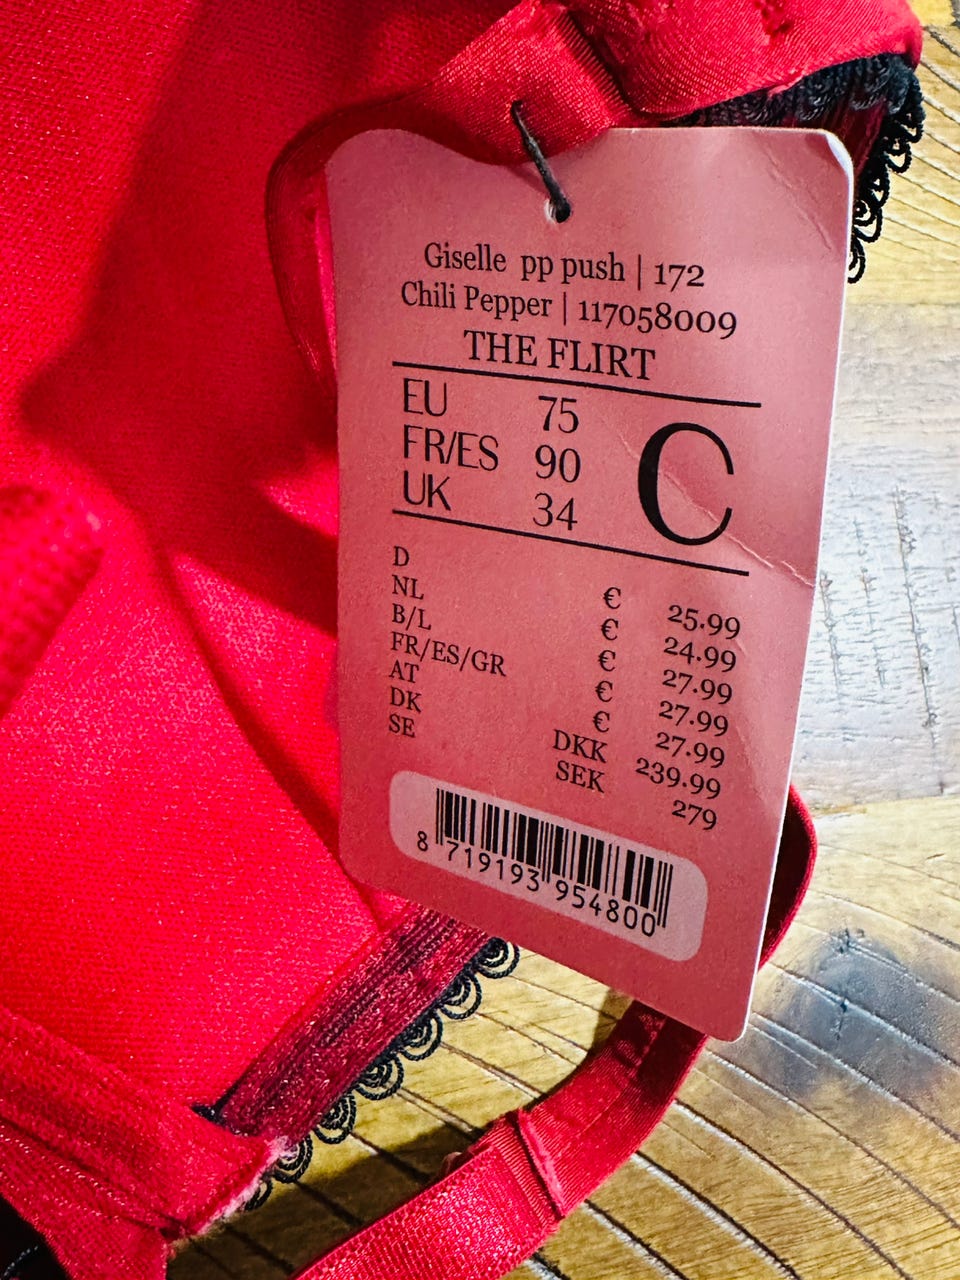 Giselle pp push | 172
Chili Pepper | 117058009
THE FLIRT
EU 75
FR/ES 90
UK 34
C
D € 25.99
NL € 24.99
B/L € 27.99
FR/ES/GR € 27.99
AT € 27.99
DK DKK 239.99
SE SEK 279
8 719193 954800